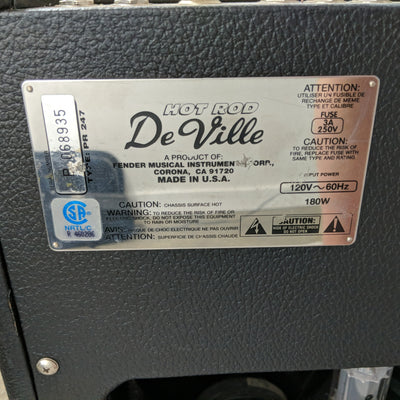 HOT ROD
DeVille
A PRODUCT OF:
FENDER MUSICAL INSTRUMENT CORP.,
CORONA, CA 91720
MADE IN U.S.A.
TYPE: PR 247
ATTENTION:
UTILISER UN FUSIBLE DE
RECHANGE DE MÊME
TYPE ET CALIBRE
FUSE
3A
250V
CAUTION:
TO REDUCE THE RISK OF
FIRE, REPLACE FUSE WITH
SAME TYPE AND RATING.
INPUT POWER
120V~60Hz
180W
CAUTION: CHASSIS SURFACE HOT
WARNING: TO REDUCE THE RISK OF FIRE OR
ELECTRIC SHOCK DO NOT EXPOSE THIS EQUIPMENT
TO RAIN OR MOISTURE
AVIS: RISQUE DE CHOC ELECTRIQUE NE PAS OUVRIR
ATTENTION: SUPERFICIE DE CHASSIS CHAUDE
CAUTION:
RISK OF ELECTRIC SHOCK
DO NOT OPEN
SA
NRTL/C